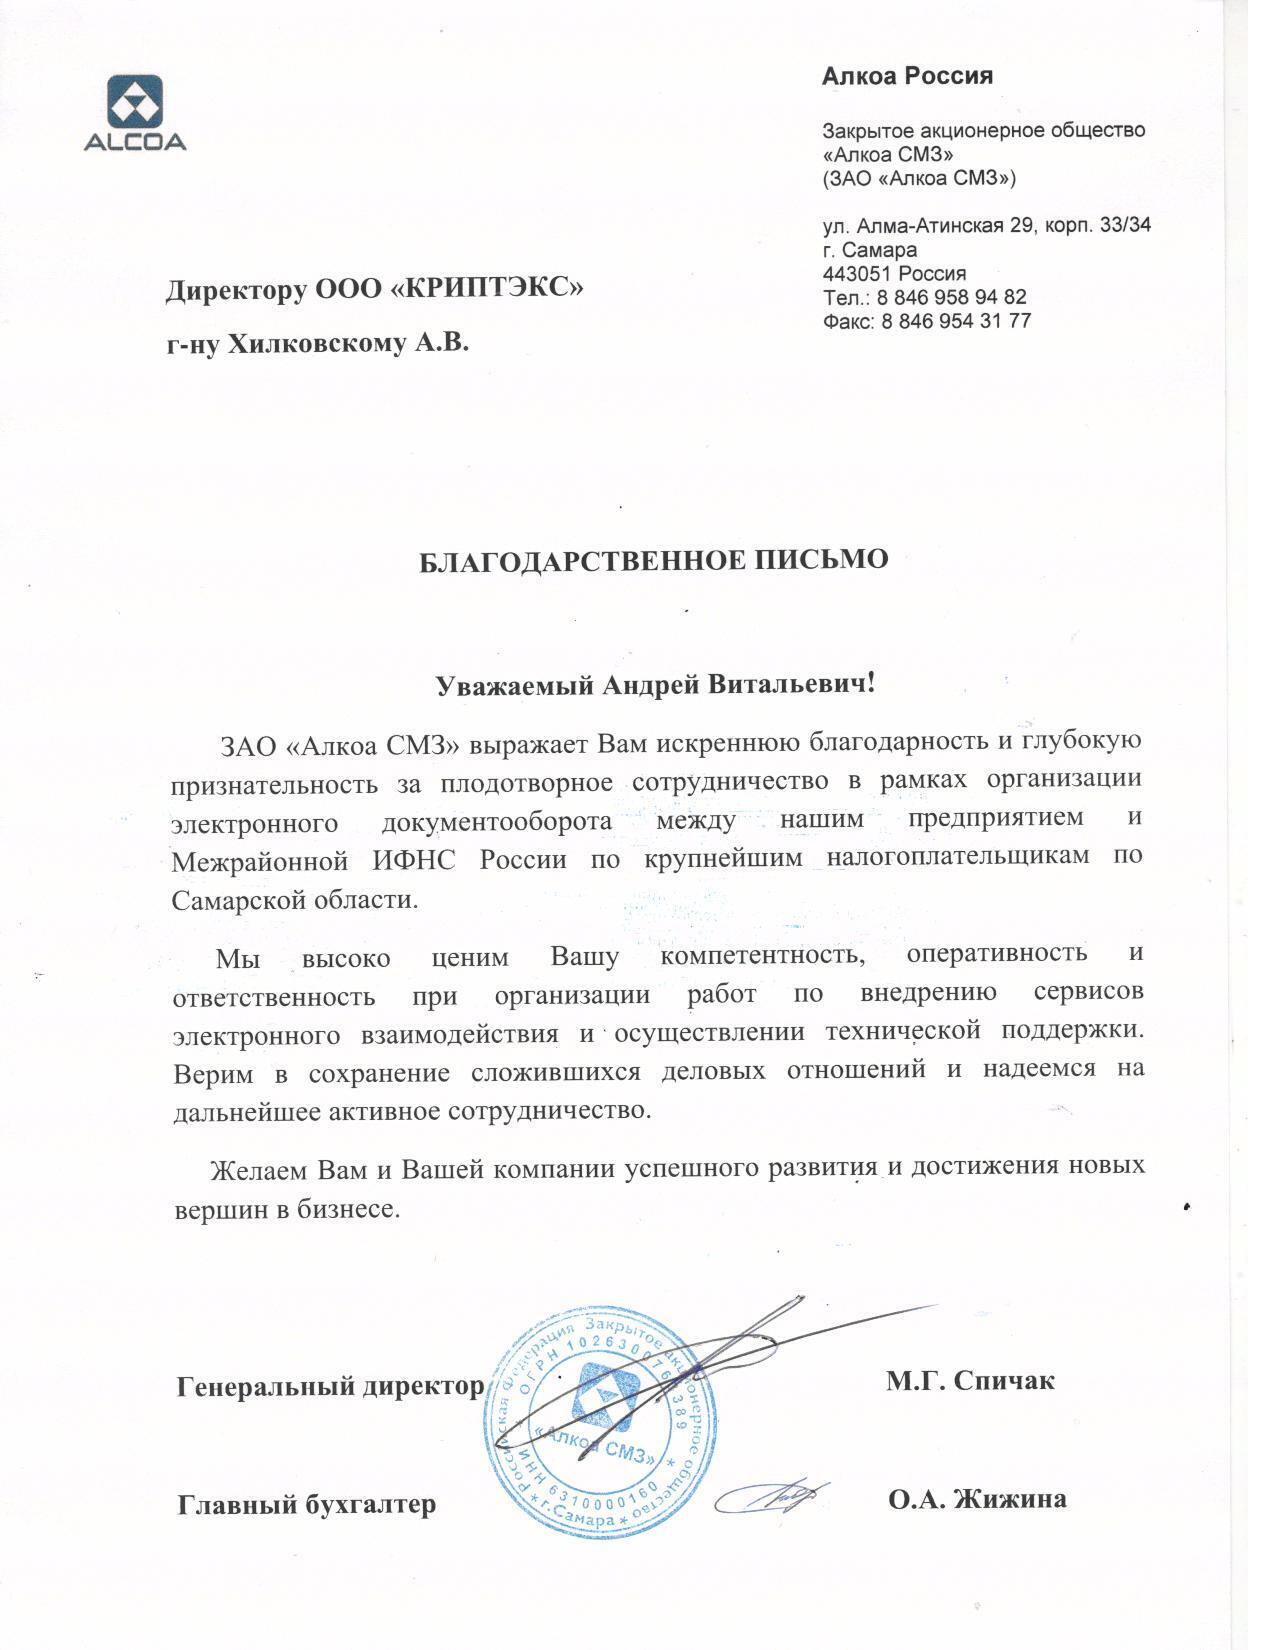 ALCOA
Алкоа Россия
Закрытое акционерное общество
«Алкоа СМЗ»
(ЗАО «Алкоа СМЗ»)
ул. Алма-Атинская 29, корп. 33/34
г. Самара
443051 Россия
Тел.: 8 846 958 94 82
Факс: 8 846 954 31 77
Директору ООО «КРИПТЭКС»
г-ну Хилковскому А.В.
БЛАГОДАРСТВЕННОЕ ПИСЬМО
Уважаемый Андрей Витальевич!
ЗАО «Алкоа СМЗ» выражает Вам искреннюю благодарность и глубокую
признательность за плодотворное сотрудничество в рамках организации
электронного документооборота между нашим предприятием и
Межрайонной ИФНС России по крупнейшим налогоплательщикам по
Самарской области.
Мы высоко ценим Вашу компетентность, оперативность и
ответственность при организации работ по внедрению сервисов
электронного взаимодействия и осуществлении технической поддержки.
Верим в сохранение сложившихся деловых отношений и надеемся на
дальнейшее активное сотрудничество.
Желаем Вам и Вашей компании успешного развития и достижения новых
вершин в бизнесе.
Генеральный директор
М.Г. Спичак
Российская Федерация Закрытое акционерное общество
* г.Самара *
ОГРН
ИНН 6310000160
«Алкоа СМЗ»
Главный бухгалтер
О.А. Жижина